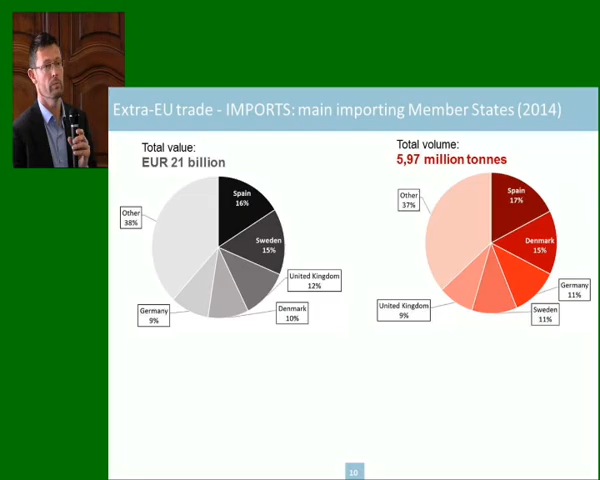 Extra-EU trade - IMPORTS: main importing Member States (2014)
Total value:
EUR 21 billion
Spain
16%
Sweden
15%
United Kingdom
12%
Denmark
10%
Germany
9%
Other
38%
Total volume:
5,97 million tonnes
Spain
17%
Denmark
15%
Germany
11%
Sweden
11%
United Kingdom
9%
Other
37%
10